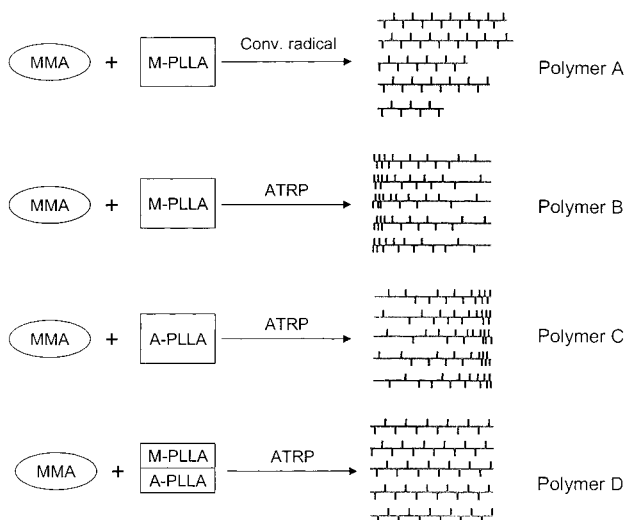 MMA + M-PLLA Conv. radical Polymer A
MMA + M-PLLA ATRP Polymer B
MMA + A-PLLA ATRP Polymer C
MMA + M-PLLA A-PLLA ATRP Polymer D